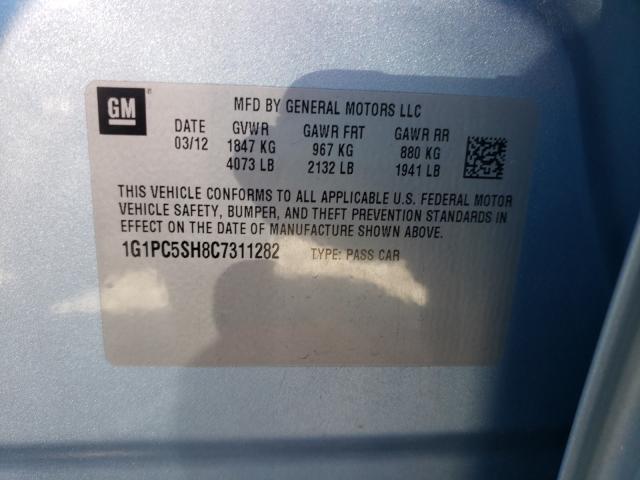 GM ® MFD BY GENERAL MOTORS LLC
DATE GVWR GAWR FRT GAWR RR
03/12 1847 KG 967 KG 880 KG
4073 LB 2132 LB 1941 LB
THIS VEHICLE CONFORMS TO ALL APPLICABLE U.S. FEDERAL MOTOR
VEHICLE SAFETY, BUMPER, AND THEFT PREVENTION STANDARDS IN
EFFECT ON THE DATE OF MANUFACTURE SHOWN ABOVE.
1G1PC5SH8C7311282 TYPE: PASS CAR